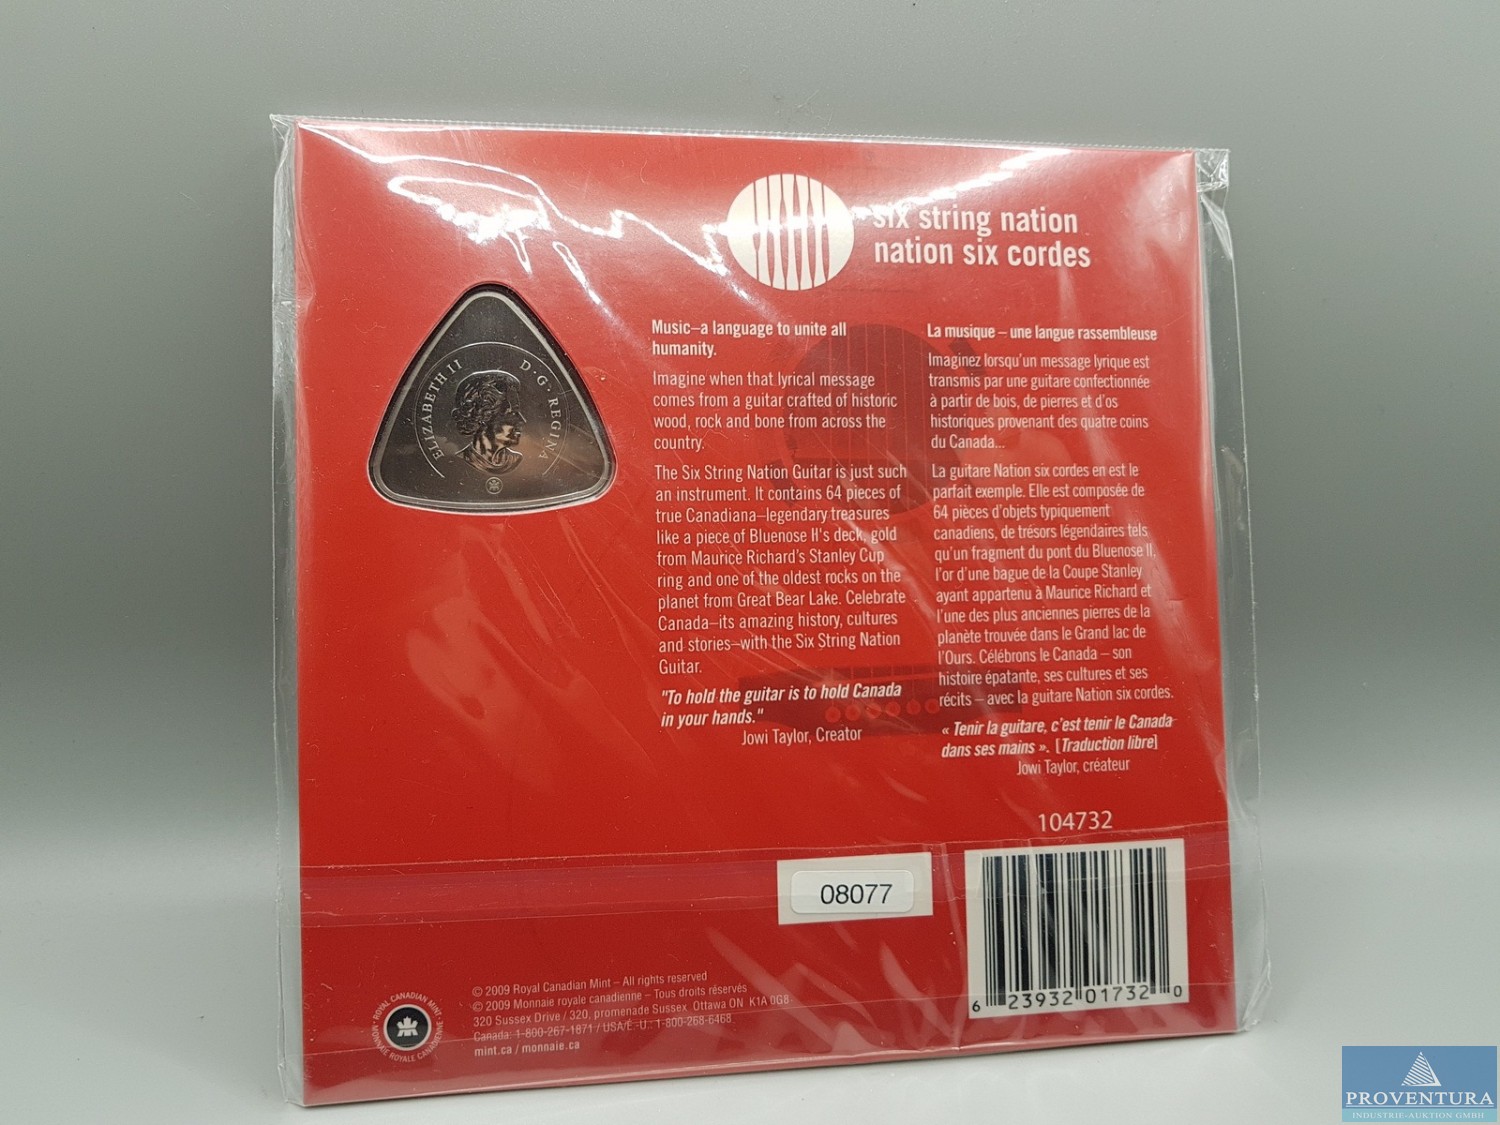 six string nation
nation six cordes
ELIZABETH II D·G·REGINA
Music–a language to unite all
humanity.
Imagine when that lyrical message
comes from a guitar crafted of historic
wood, rock and bone from across the
country.
The Six String Nation Guitar is just such
an instrument. It contains 64 pieces of
true Canadiana–legendary treasures
like a piece of Bluenose II's deck, gold
from Maurice Richard's Stanley Cup
ring and one of the oldest rocks on the
planet from Great Bear Lake. Celebrate
Canada–its amazing history, cultures
and stories–with the Six String Nation
Guitar.
"To hold the guitar is to hold Canada
in your hands."
Jowi Taylor, Creator
La musique – une langue rassembleuse
Imaginez lorsqu'un message lyrique est
transmis par une guitare confectionnée
à partir de bois, de pierres et d'os
historiques provenant des quatre coins
du Canada...
La guitare Nation six cordes en est le
parfait exemple. Elle est composée de
64 pièces d'objets typiquement
canadiens, de trésors légendaires tels
qu'un fragment du pont du Bluenose II,
l'or d'une bague de la Coupe Stanley
ayant appartenu à Maurice Richard et
l'une des plus anciennes pierres de la
planète trouvée dans le Grand lac de
l'Ours. Célébrons le Canada – son
histoire épatante, ses cultures et ses
récits – avec la guitare Nation six cordes.
« Tenir la guitare, c'est tenir le Canada
dans ses mains ». [Traduction libre]
Jowi Taylor, créateur
104732
08077
6 23932 01732 0
ROYAL CANADIAN MINT · MONNAIE ROYALE CANADIENNE ·
© 2009 Royal Canadian Mint – All rights reserved
© 2009 Monnaie royale canadienne – Tous droits réservés
320 Sussex Drive / 320, promenade Sussex Ottawa ON K1A 0G8
Canada: 1-800-267-1871 / USA/É.-U.: 1-800-268-6468
mint.ca / monnaie.ca
PROVENTURA
INDUSTRIE-AUKTION GMBH